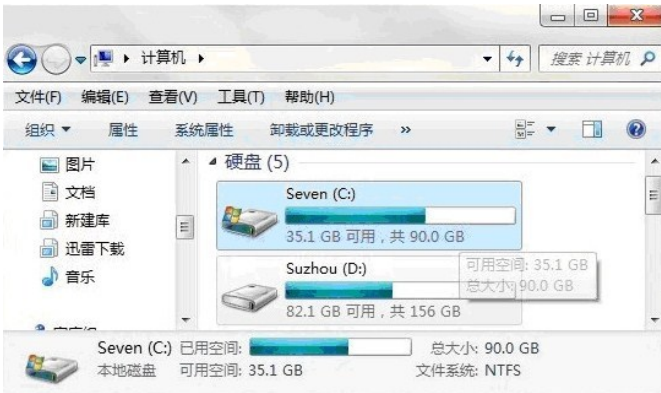 计算机
搜索 计算机
文件(F) 编辑(E) 查看(V) 工具(T) 帮助(H)
组织 属性 系统属性 卸载或更改程序 »
图片
文档
新建库
迅雷下载
音乐
硬盘 (5)
Seven (C:)
35.1 GB 可用，共 90.0 GB
Suzhou (D:)
82.1 GB 可用，共 156 GB
可用空间: 35.1 GB
总大小: 90.0 GB
Seven (C:) 已用空间: 总大小: 90.0 GB
本地磁盘 可用空间: 35.1 GB 文件系统: NTFS